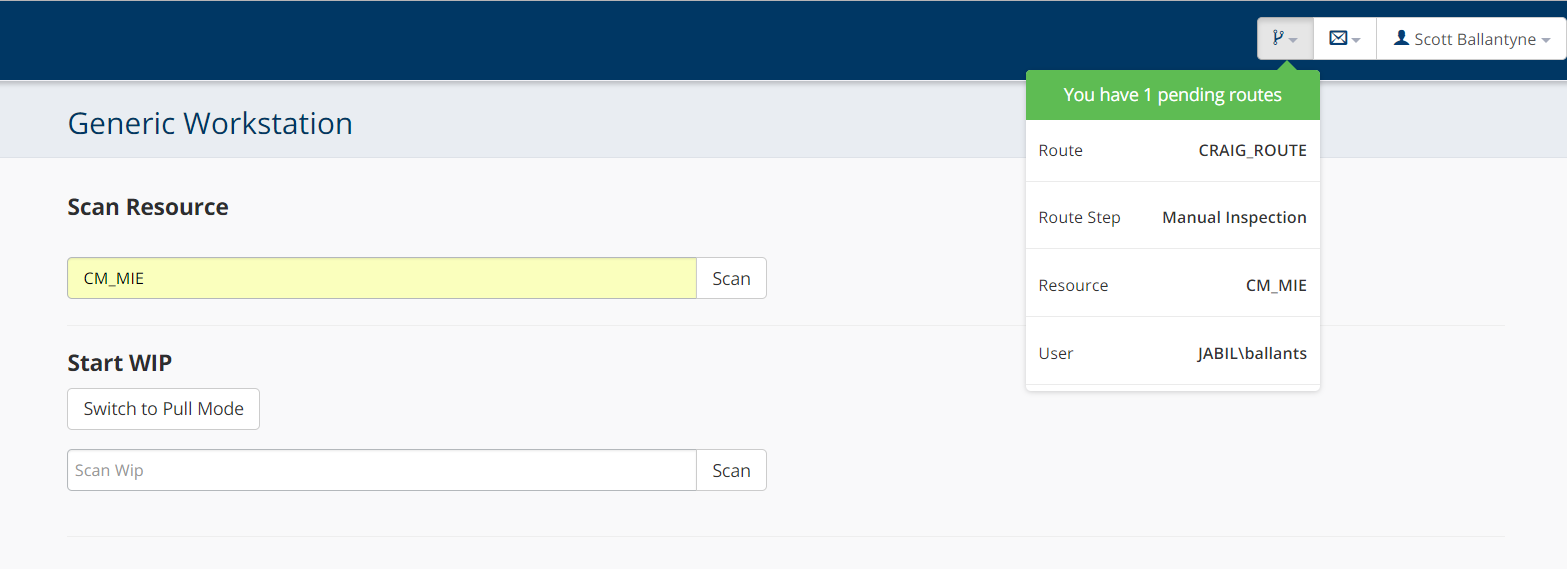 Scott Ballantyne
You have 1 pending routes
Generic Workstation
Route CRAIG_ROUTE
Scan Resource
Route Step Manual Inspection
CM_MIE Scan
Resource CM_MIE
Start WIP
User JABIL\ballants
Switch to Pull Mode
Scan Wip Scan